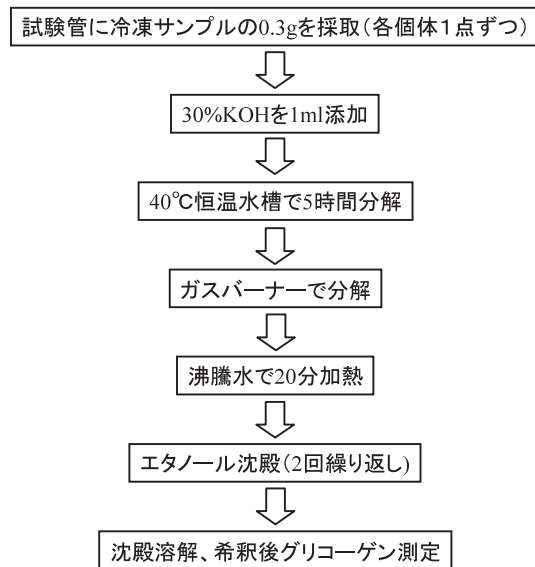 試験管に冷凍サンプルの0.3gを採取（各個体１点ずつ）
30%KOHを1ml添加
40℃恒温水槽で5時間分解
ガスバーナーで分解
沸騰水で20分加熱
エタノール沈殿（2回繰り返し）
沈殿溶解、希釈後グリコーゲン測定